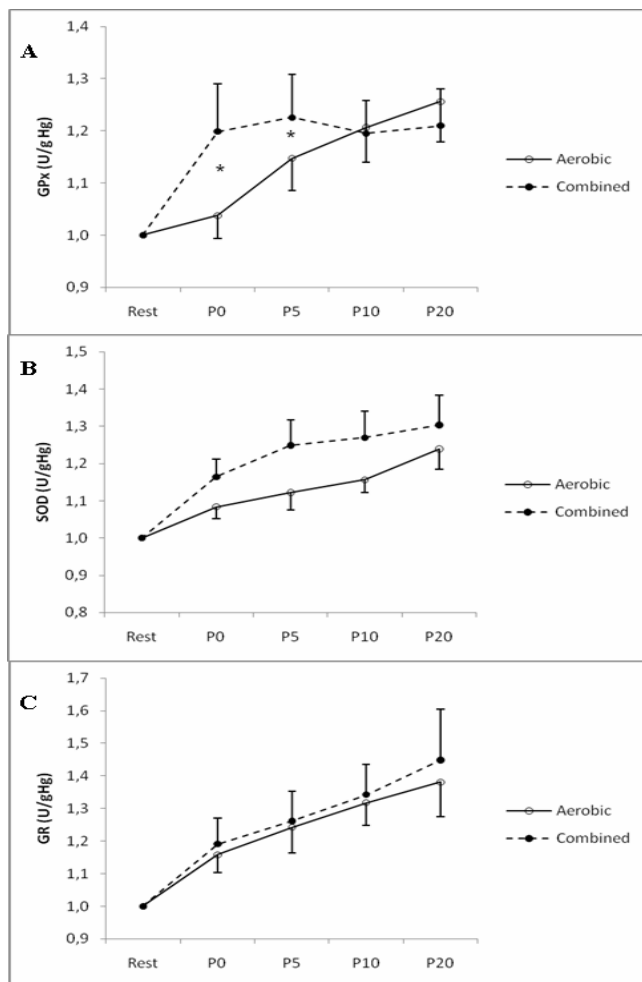 A
GPx (U/g Hg)
1,4
1,3
1,2
1,1
1,0
0,9
*
*
Rest P0 P5 P10 P20
Aerobic
Combined
B
SOD (U/gHg)
1,5
1,4
1,3
1,2
1,1
1,0
0,9
0,8
Rest P0 P5 P10 P20
Aerobic
Combined
C
GR (U/gHg)
1,7
1,6
1,5
1,4
1,3
1,2
1,1
1,0
0,9
Rest P0 P5 P10 P20
Aerobic
Combined